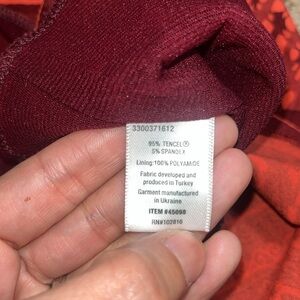 3300371612
95% TENCEL®
5% SPANDEX
Lining:100% POLYAMIDE
Fabric developed and
produced in Turkey
Garment manufactured
in Ukraine
ITEM #45098
RN#102816